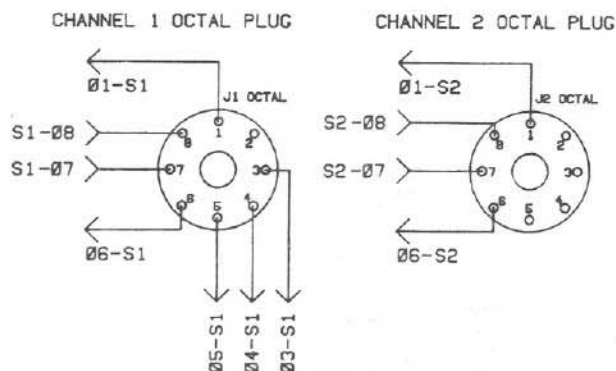 CHANNEL 1 OCTAL PLUG
Ø1-S1
J1 OCTAL
S1-Ø8
S1-Ø7
Ø6-S1
1
2
3
4
5
6
7
8
Ø5-S1
Ø4-S1
Ø3-S1
CHANNEL 2 OCTAL PLUG
Ø1-S2
J2 OCTAL
S2-Ø8
S2-Ø7
Ø6-S2
1
2
3
4
5
6
7
8